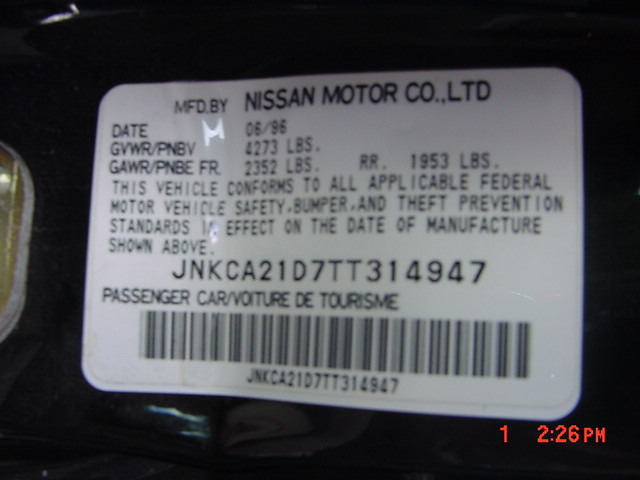 MFD.BY NISSAN MOTOR CO.,LTD
DATE 06/96
GVWR/PNBV 4273 LBS.
GAWR/PNBE FR. 2352 LBS. RR. 1953 LBS.
THIS VEHICLE CONFORMS TO ALL APPLICABLE FEDERAL
MOTOR VEHICLE SAFETY,BUMPER,AND THEFT PREVENTION
STANDARDS IN EFFECT ON THE DATE OF MANUFACTURE
SHOWN ABOVE.
JNKCA21D7TT314947
PASSENGER CAR/VOITURE DE TOURISME
JNKCA21D7TT314947
1 2:26PM